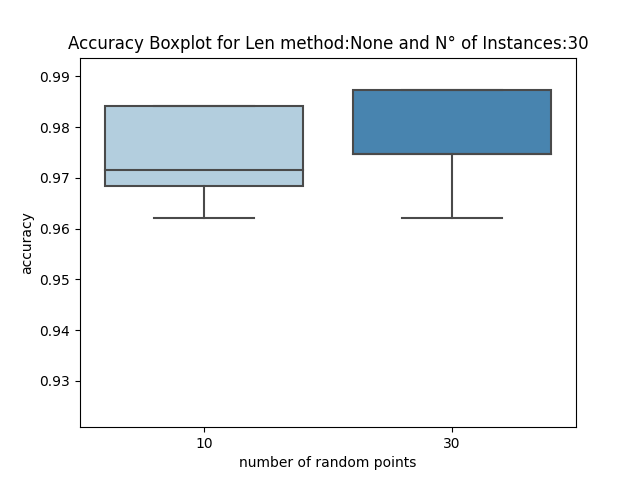 Accuracy Boxplot for Len method:None and N° of Instances:30
0.99
0.98
0.97
0.96
0.95
0.94
0.93
accuracy
10 30
number of random points